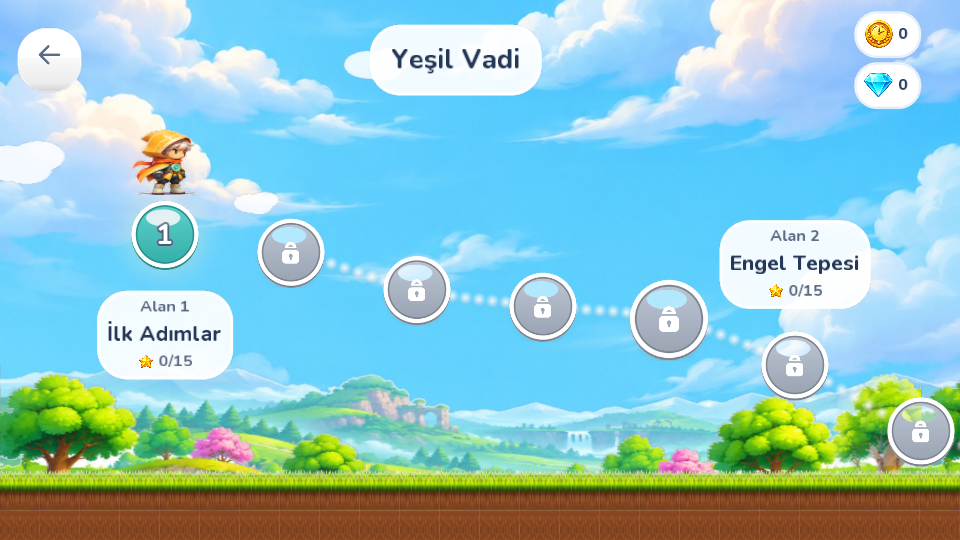 Yeşil Vadi
0
0
1
Alan 1
İlk Adımlar
0/15
Alan 2
Engel Tepesi
0/15